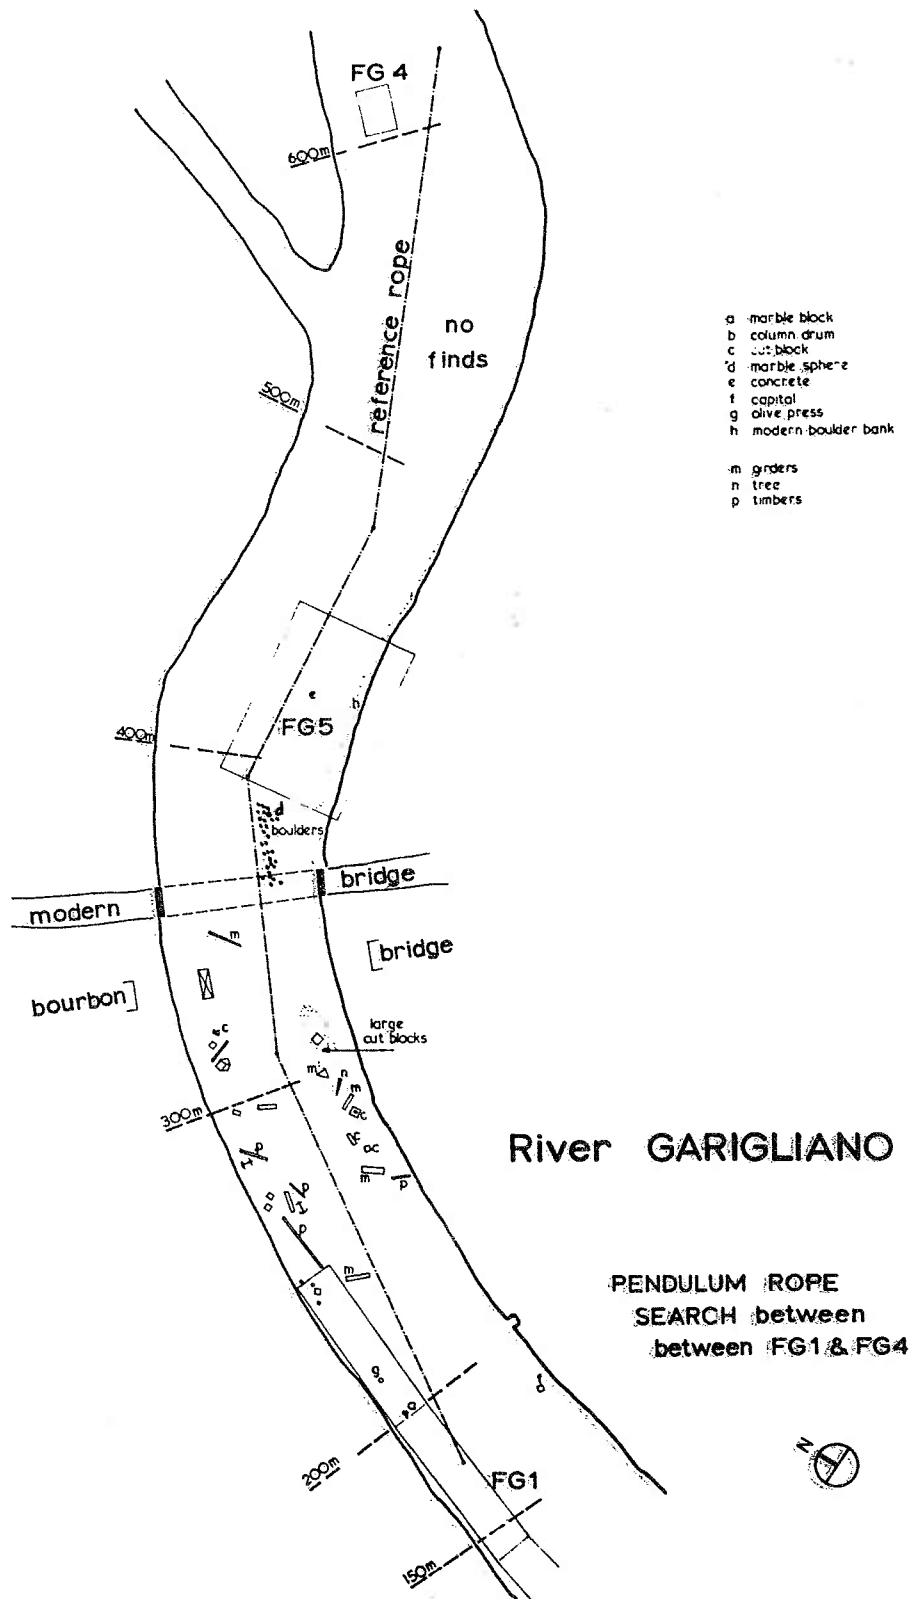 FG 4
600m
reference rope
no
finds
a marble block
b column drum
c cut block
d marble sphere
e concrete
f capital
g olive press
h modern boulder bank
m girders
n tree
p timbers
500m
e
h
FG5
400m
d
boulders
modern
bridge
m
bourbon]
[bridge
c
large
cut blocks
m
n
m
c
300m
c
c
m
p
p
p
m
River GARIGLIANO
PENDULUM ROPE
SEARCH between
between FG1 & FG4
g
a
200m
FG1
N
150m